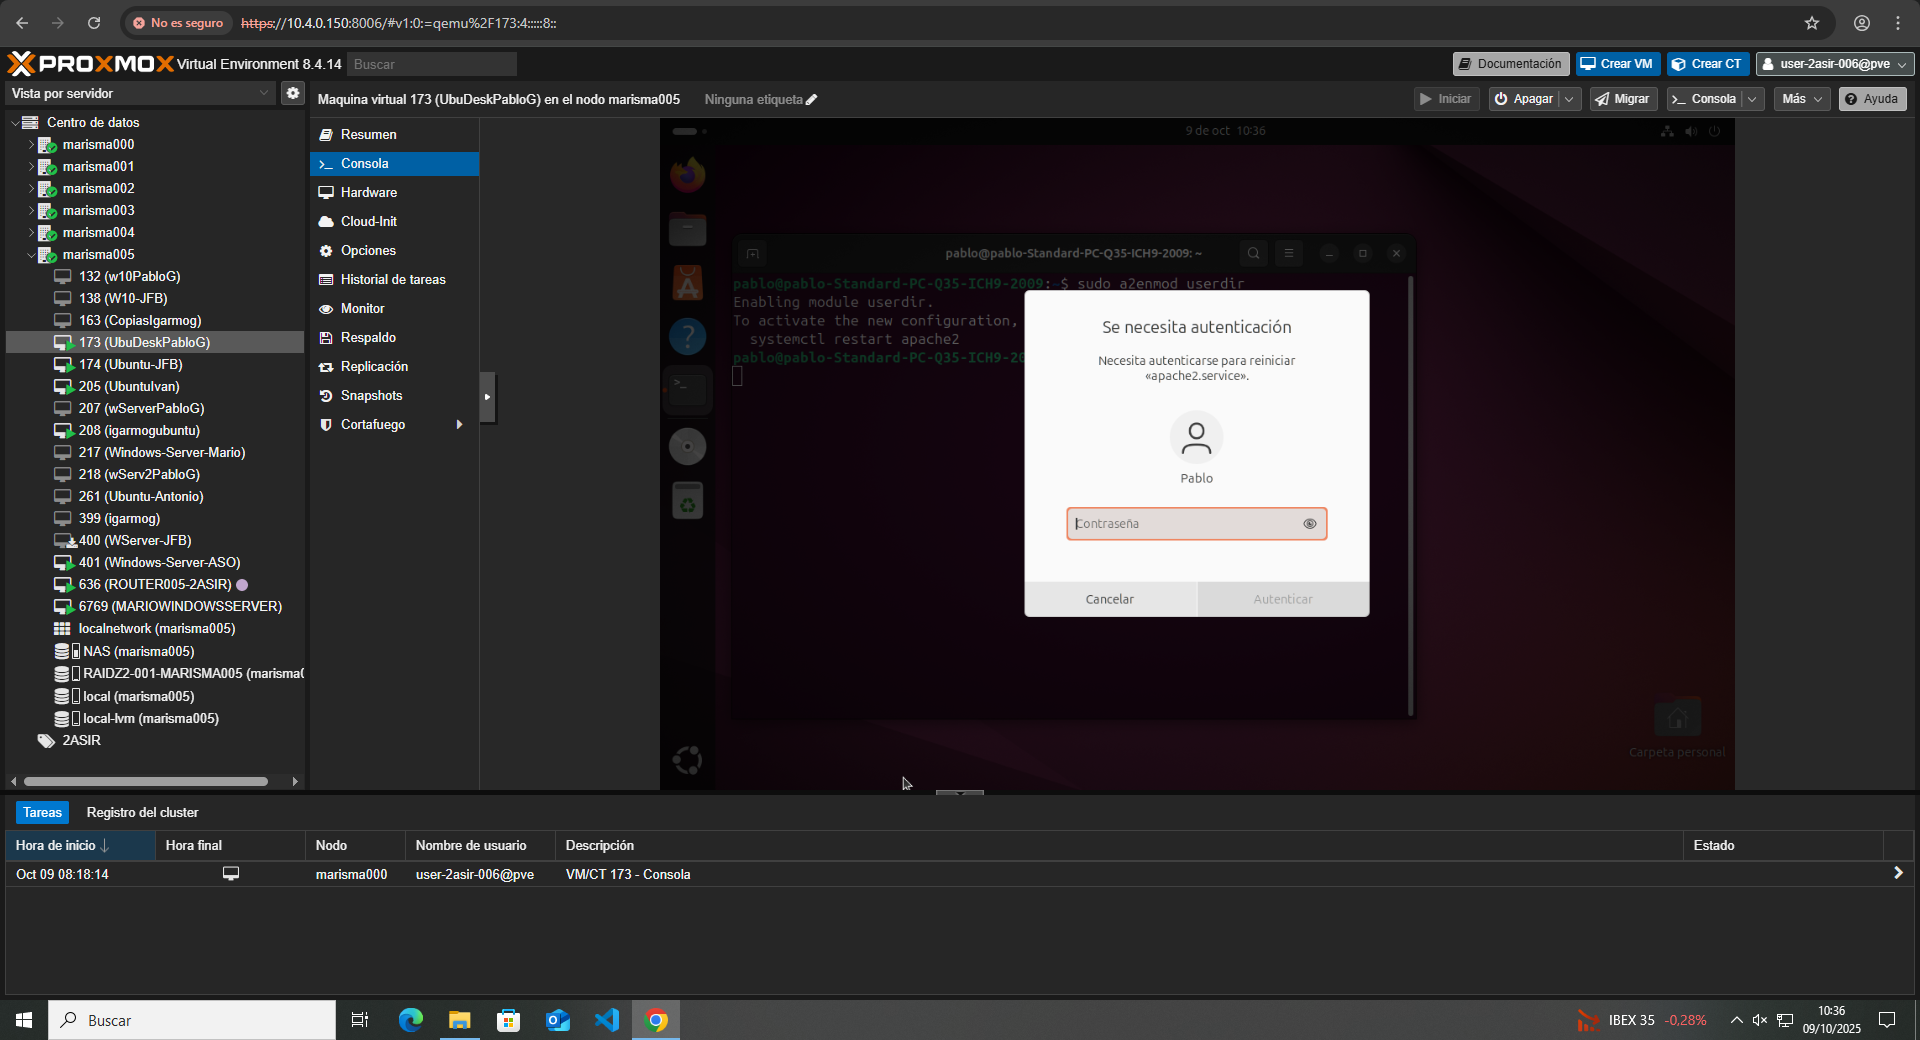 No es seguro
https://10.4.0.150:8006/#v1:0:=qemu%2F173:4:::::8::
PROXMOX Virtual Environment 8.4.14 Buscar
Documentación Crear VM Crear CT user-2asir-006@pve
Vista por servidor
Maquina virtual 173 (UbuDeskPabloG) en el nodo marisma005 Ninguna etiqueta
Iniciar Apagar Migrar Consola Más Ayuda
Centro de datos
marisma000
marisma001
marisma002
marisma003
marisma004
marisma005
132 (w10PabloG)
138 (W10-JFB)
163 (CopiasIgarmog)
173 (UbuDeskPabloG)
174 (Ubuntu-JFB)
205 (UbuntuIvan)
207 (wServerPabloG)
208 (igarmogubuntu)
217 (Windows-Server-Mario)
218 (wServ2PabloG)
261 (Ubuntu-Antonio)
399 (igarmog)
400 (WServer-JFB)
401 (Windows-Server-ASO)
636 (ROUTER005-2ASIR)
6769 (MARIOWINDOWSSERVER)
localnetwork (marisma005)
NAS (marisma005)
RAIDZ2-001-MARISMA005 (marisma0
local (marisma005)
local-lvm (marisma005)
2ASIR
Resumen
Consola
Hardware
Cloud-Init
Opciones
Historial de tareas
Monitor
Respaldo
Replicación
Snapshots
Cortafuego
9 de oct 10:36
pablo@pablo-Standard-PC-Q35-ICH9-2009: ~
pablo@pablo-Standard-PC-Q35-ICH9-2009:~$ sudo a2enmod userdir
Enabling module userdir.
To activate the new configuration,
systemctl restart apache2
pablo@pablo-Standard-PC-Q35-ICH9-20
Se necesita autenticación
Necesita autenticarse para reiniciar
«apache2.service».
Pablo
Contraseña
Cancelar Autenticar
Carpeta personal
Tareas Registro del cluster
Hora de inicio Hora final Nodo Nombre de usuario Descripción Estado
Oct 09 08:18:14 marisma000 user-2asir-006@pve VM/CT 173 - Consola
Buscar
IBEX 35 -0,28%
10:36
09/10/2025